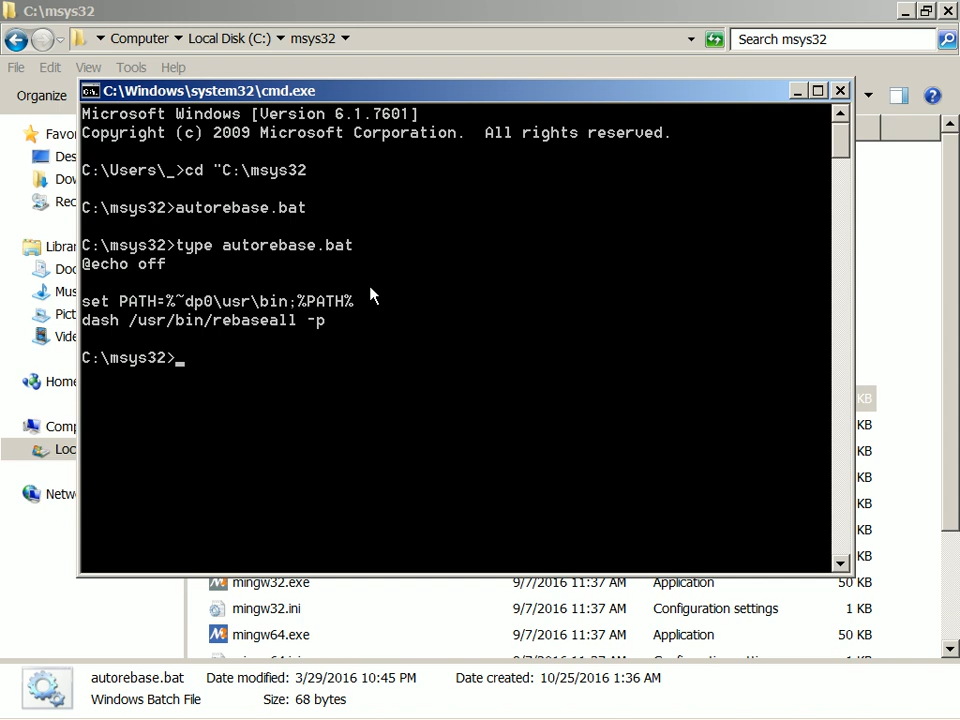 C:\msys32
Computer Local Disk (C:) msys32 Search msys32
File Edit View Tools Help
Organize
C:\Windows\system32\cmd.exe
Microsoft Windows [Version 6.1.7601]
Copyright (c) 2009 Microsoft Corporation. All rights reserved.
C:\Users\_>cd "C:\msys32
C:\msys32>autorebase.bat
C:\msys32>type autorebase.bat
@echo off
set PATH=%~dp0\usr\bin;%PATH%
dash /usr/bin/rebaseall -p
C:\msys32>_
Favo
Des
Dow
Rec
Librar
Doc
Mus
Pict
Vide
Home
Comp
Loc
Netw
KB
KB
KB
KB
KB
KB
KB
mingw32.exe 9/7/2016 11:37 AM Application 50 KB
mingw32.ini 9/7/2016 11:37 AM Configuration settings 1 KB
mingw64.exe 9/7/2016 11:37 AM Application 50 KB
autorebase.bat Date modified: 3/29/2016 10:45 PM Date created: 10/25/2016 1:36 AM
Windows Batch File Size: 68 bytes